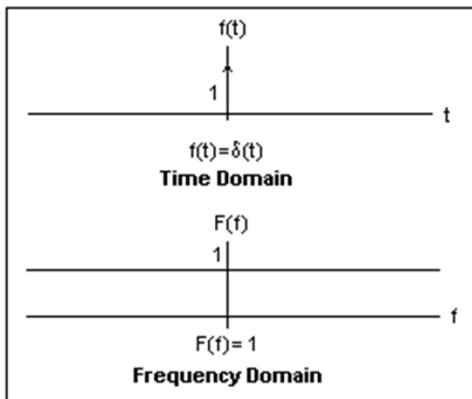 f(t)
1
t
f(t)=δ(t)
Time Domain
F(f)
1
f
F(f)= 1
Frequency Domain